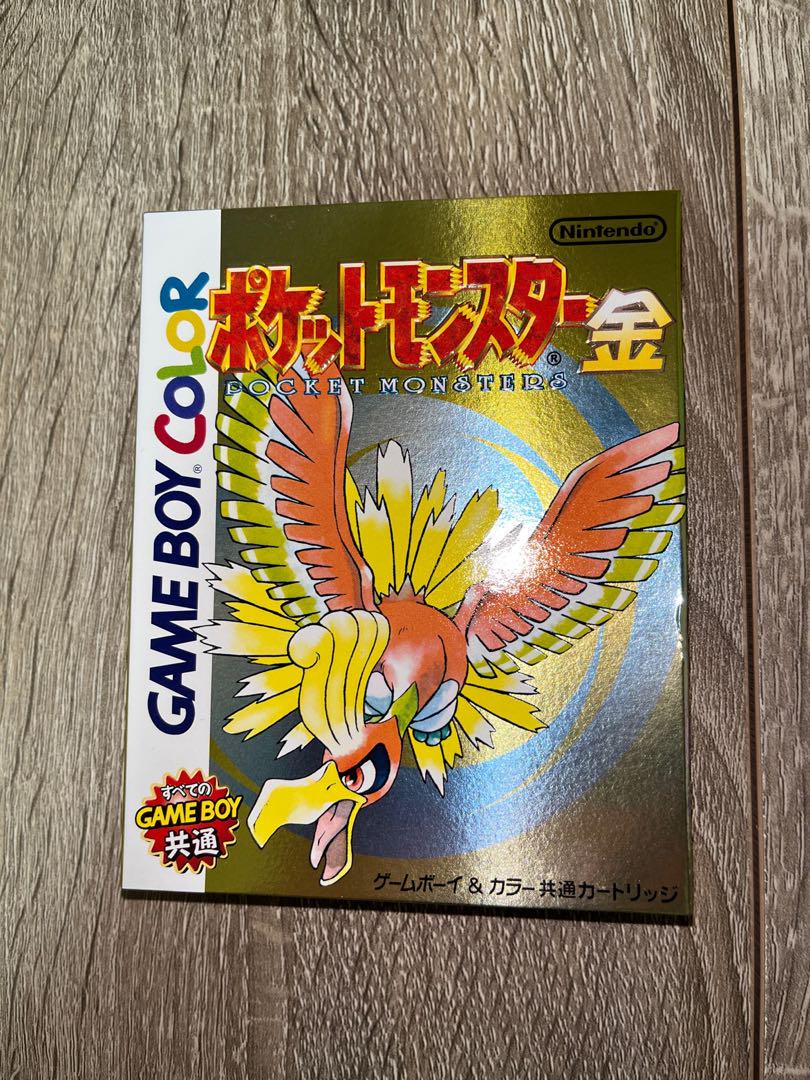 Nintendo®
ポケットモンスター®金
POCKET MONSTERS
GAME BOY® COLOR
すべての
GAME BOY
共通
ゲームボーイ & カラー 共通カートリッジ